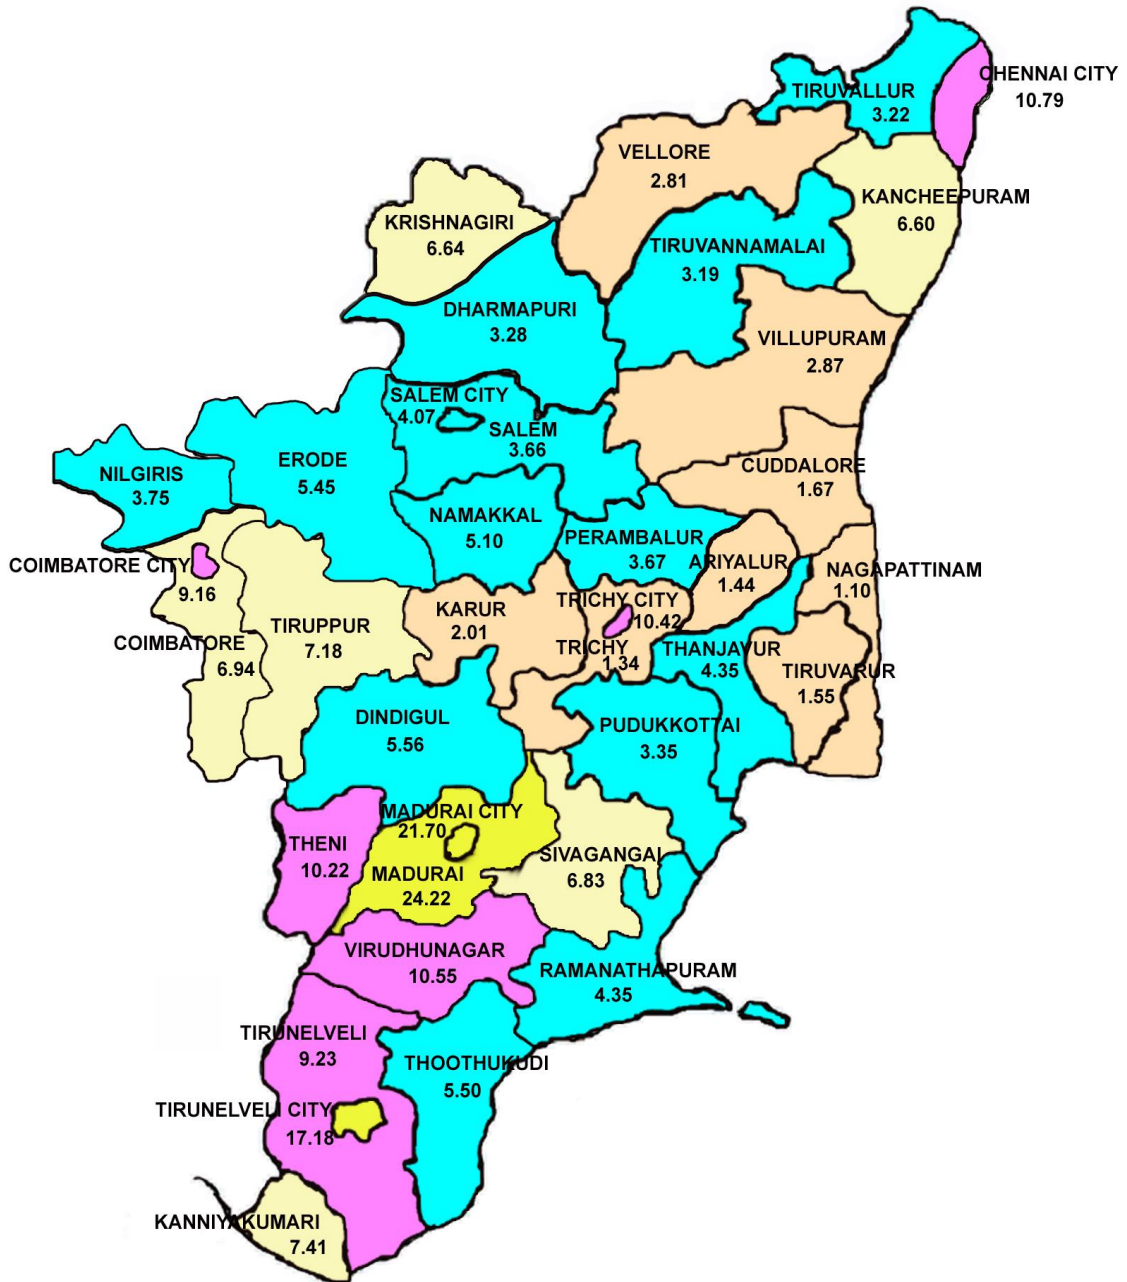 CHENNAI CITY
10.79
TIRUVALLUR
3.22
VELLORE
2.81
KANCHEEPURAM
6.60
KRISHNAGIRI
6.64
TIRUVANNAMALAI
3.19
DHARMAPURI
3.28
VILLUPURAM
2.87
SALEM CITY
4.07
SALEM
3.66
ERODE
5.45
NILGIRIS
3.75
CUDDALORE
1.67
NAMAKKAL
5.10
PERAMBALUR
3.67
ARIYALUR
1.44
NAGAPATTINAM
1.10
COIMBATORE CITY
9.16
COIMBATORE
6.94
TIRUPPUR
7.18
KARUR
2.01
TRICHY CITY
10.42
TRICHY
1.34
THANJAVUR
4.35
TIRUVARUR
1.55
DINDIGUL
5.56
PUDUKKOTTAI
3.35
MADURAI CITY
21.70
THENI
10.22
MADURAI
24.22
SIVAGANGAI
6.83
VIRUDHUNAGAR
10.55
RAMANATHAPURAM
4.35
TIRUNELVELI
9.23
THOOTHUKUDI
5.50
TIRUNELVELI CITY
17.18
KANNIYAKUMARI
7.41